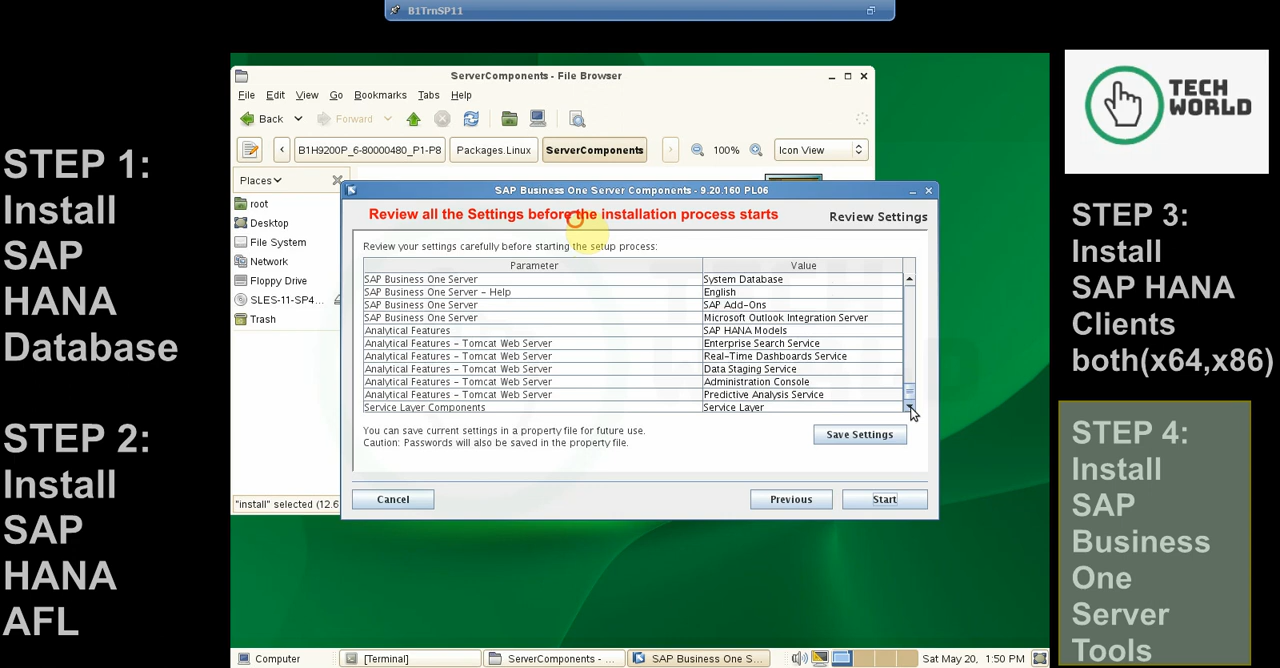 B1TrnSP11
STEP 1:
Install
SAP
HANA
Database
STEP 2:
Install
SAP
HANA
AFL
ServerComponents - File Browser
File Edit View Go Bookmarks Tabs Help
Back Forward
B1H9200P_6-80000480_P1-P8 Packages.Linux ServerComponents 100% Icon View
Places
root
Desktop
File System
Network
Floppy Drive
SLES-11-SP4...
Trash
"install" selected (12.6
SAP Business One Server Components - 9.20.160 PL06
Review all the Settings before the installation process starts
Review Settings
Review your settings carefully before starting the setup process:
Parameter Value
SAP Business One Server System Database
SAP Business One Server - Help English
SAP Business One Server SAP Add-Ons
SAP Business One Server Microsoft Outlook Integration Server
Analytical Features SAP HANA Models
Analytical Features - Tomcat Web Server Enterprise Search Service
Analytical Features - Tomcat Web Server Real-Time Dashboards Service
Analytical Features - Tomcat Web Server Data Staging Service
Analytical Features - Tomcat Web Server Administration Console
Analytical Features - Tomcat Web Server Predictive Analysis Service
Service Layer Components Service Layer
You can save current settings in a property file for future use.
Caution: Passwords will also be saved in the property file.
Save Settings
Cancel Previous Start
Computer [Terminal] ServerComponents - ... SAP Business One S... Sat May 20, 1:50 PM
TECH
WORLD
STEP 3:
Install
SAP HANA
Clients
both(x64,x86)
STEP 4:
Install
SAP
Business
One
Server
Tools